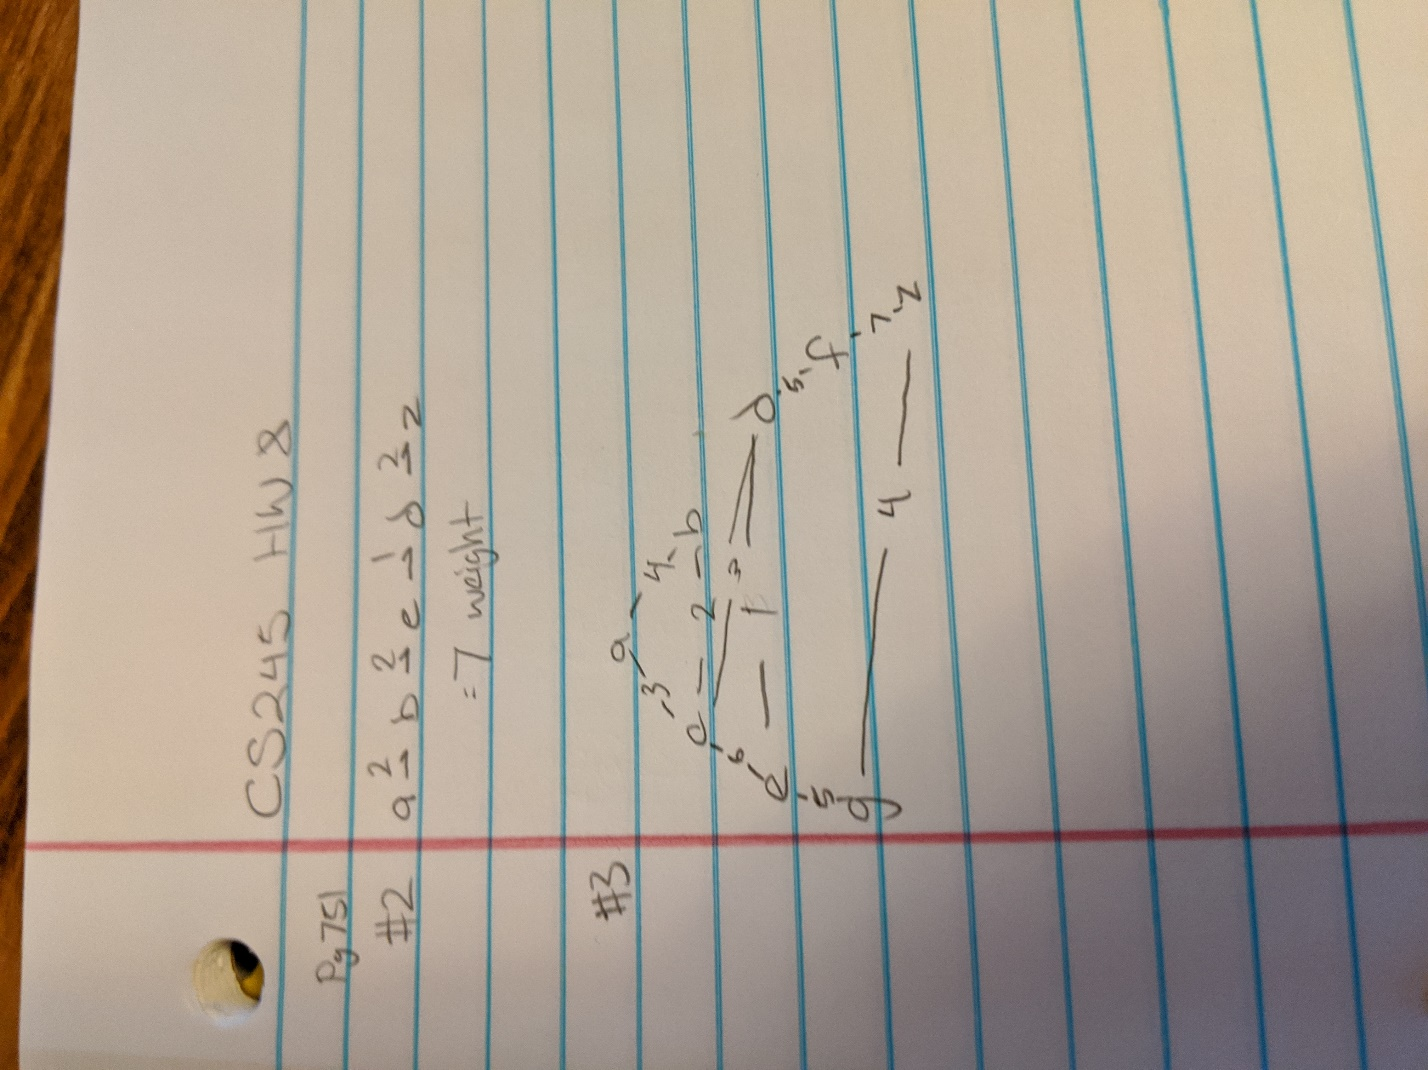 CS245 HW 8
Pg 751
#2 a 2→ b 2→ e 1→ d 2→ z
= 7 weight
#3 a
3 4
c - 2 - b
6 3
e - 1 d
5 5
g f
4 7
z